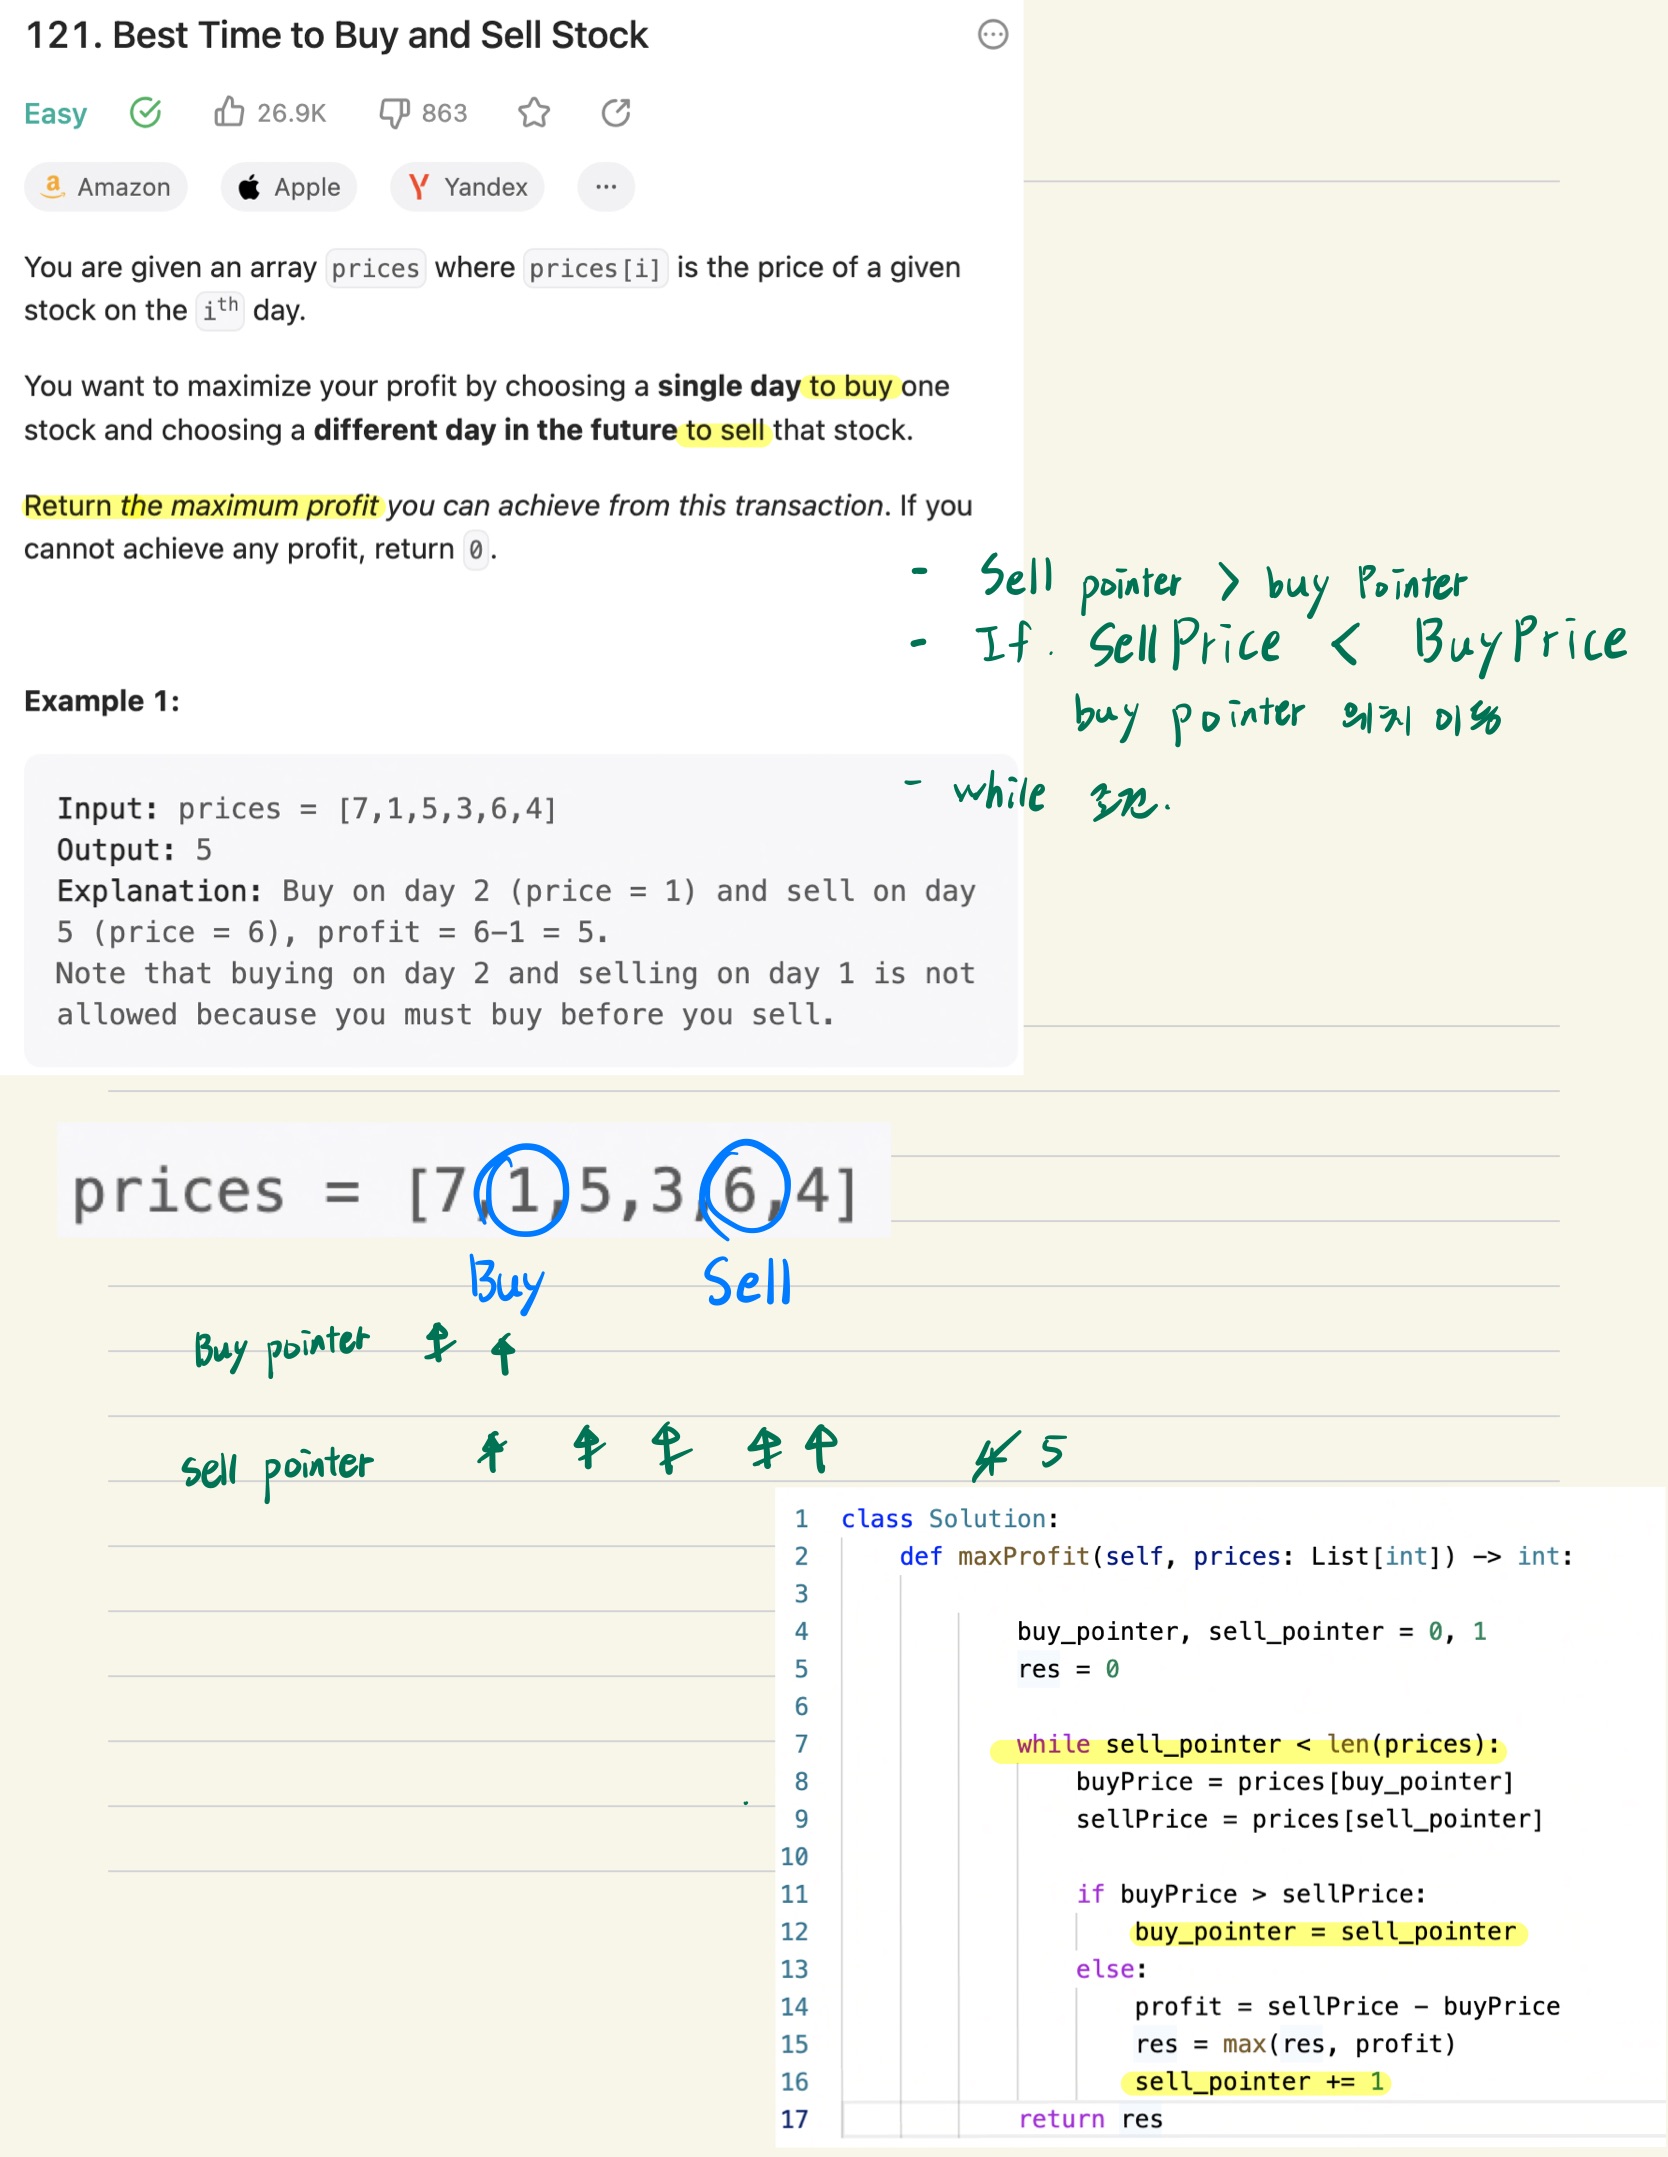 121. Best Time to Buy and Sell Stock
Easy 26.9K 863
Amazon Apple Yandex ...
You are given an array prices where prices[i] is the price of a given
stock on the ith day.
You want to maximize your profit by choosing a single day to buy one
stock and choosing a different day in the future to sell that stock.
Return the maximum profit you can achieve from this transaction. If you
cannot achieve any profit, return 0.
- Sell pointer > buy Pointer
- If. Sell Price < Buy Price
buy pointer 위치 이동
- while 조건.
Example 1:
Input: prices = [7,1,5,3,6,4]
Output: 5
Explanation: Buy on day 2 (price = 1) and sell on day
5 (price = 6), profit = 6-1 = 5.
Note that buying on day 2 and selling on day 1 is not
allowed because you must buy before you sell.
prices = [7,1,5,3,6,4]
Buy Sell
Buy pointer
Sell pointer 4 5
1 class Solution:
2 def maxProfit(self, prices: List[int]) -> int:
3
4 buy_pointer, sell_pointer = 0, 1
5 res = 0
6
7 while sell_pointer < len(prices):
8 buyPrice = prices[buy_pointer]
9 sellPrice = prices[sell_pointer]
10
11 if buyPrice > sellPrice:
12 buy_pointer = sell_pointer
13 else:
14 profit = sellPrice - buyPrice
15 res = max(res, profit)
16 sell_pointer += 1
17 return res